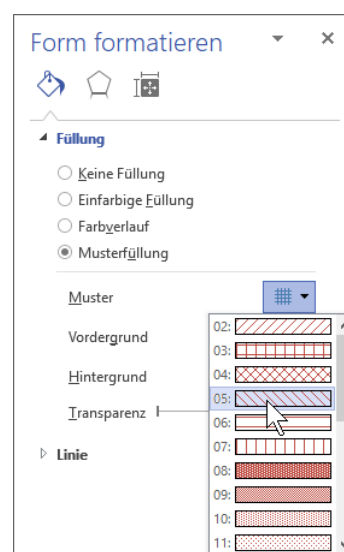 Form formatieren
Füllung
Keine Füllung
Einfarbige Füllung
Farbverlauf
Musterfüllung
Muster
Vordergrund
Hintergrund
Transparenz
Linie
02:
03:
04:
05:
06:
07:
08:
09:
10:
11: